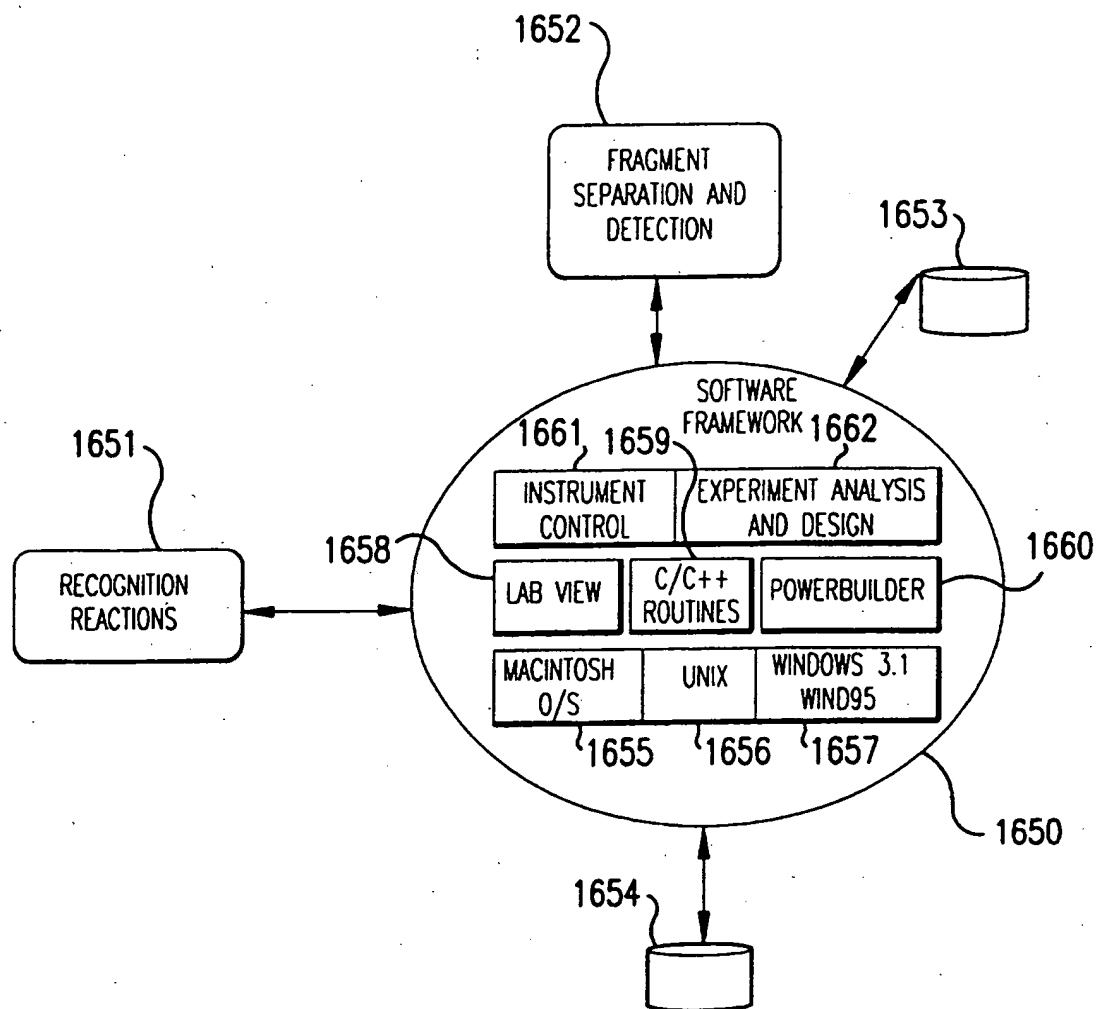 1652
FRAGMENT
SEPARATION AND
DETECTION
1653
SOFTWARE
FRAMEWORK
1661
1659
1662
1651
INSTRUMENT
CONTROL
EXPERIMENT ANALYSIS
AND DESIGN
1658
1660
RECOGNITION
REACTIONS
LAB VIEW
C/C++
ROUTINES
POWERBUILDER
MACINTOSH
O/S
UNIX
WINDOWS 3.1
WIND95
1655
1656
1657
1650
1654